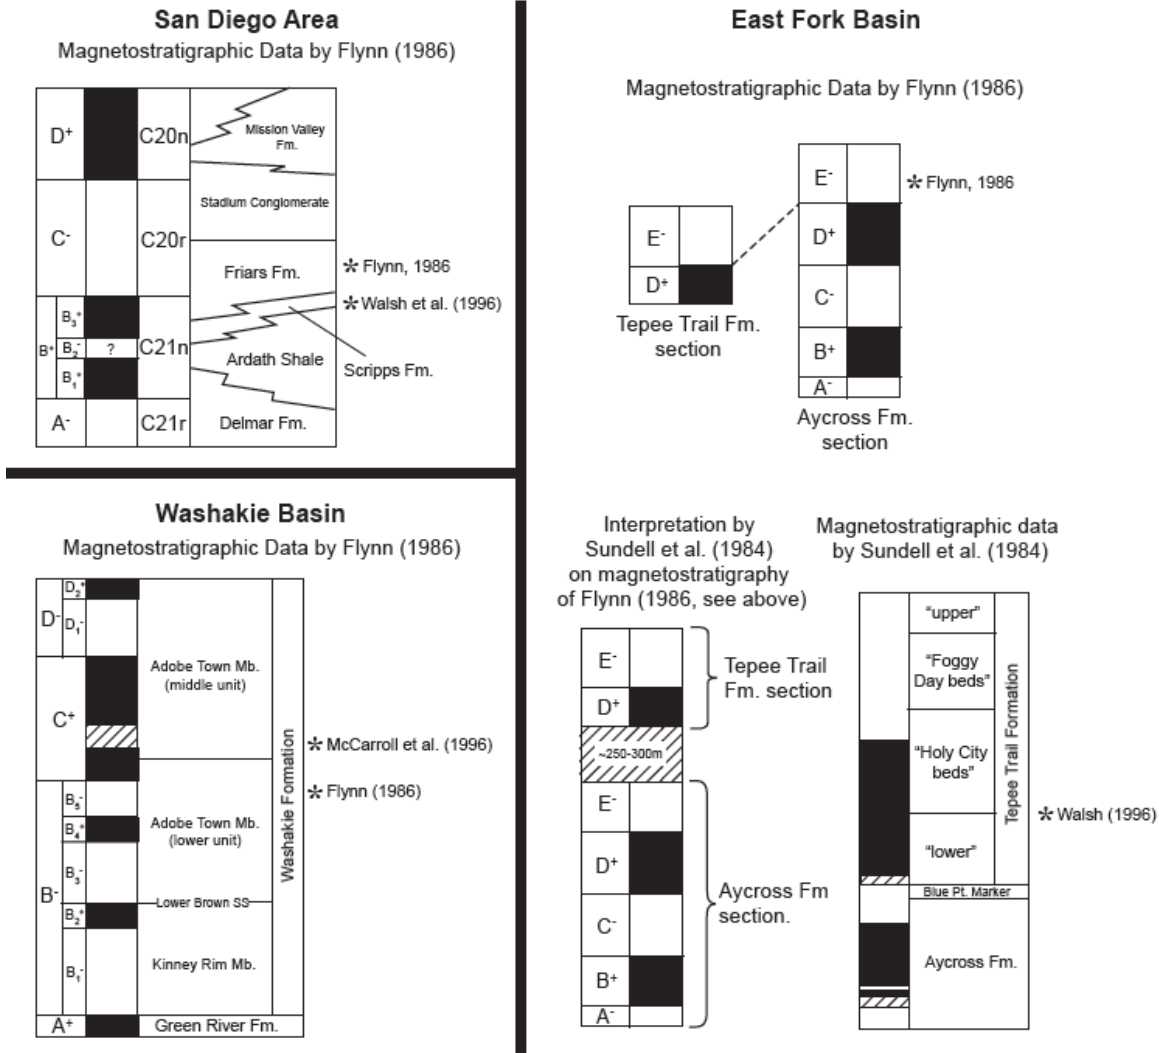 San Diego Area
Magnetostratigraphic Data by Flynn (1986)
D+
C20n
Mission Valley
Fm.
Stadium Conglomerate
C-
C20r
Friars Fm.
* Flynn, 1986
* Walsh et al. (1996)
B+
B3+
B2-
?
B1+
C21n
Ardath Shale
Scripps Fm.
A-
C21r
Delmar Fm.
East Fork Basin
Magnetostratigraphic Data by Flynn (1986)
E-
D+
Tepee Trail Fm.
section
E-
* Flynn, 1986
D+
C-
B+
A-
Aycross Fm.
section
Washakie Basin
Magnetostratigraphic Data by Flynn (1986)
D-
D2+
D1-
C+
Adobe Town Mb.
(middle unit)
* McCarroll et al. (1996)
* Flynn (1986)
B-
B5-
B4+
B3-
B2+
B1-
Adobe Town Mb.
(lower unit)
Lower Brown SS
Kinney Rim Mb.
Washakie Formation
A+
Green River Fm.
Interpretation by
Sundell et al. (1984)
on magnetostratigraphy
of Flynn (1986, see above)
E-
D+
Tepee Trail
Fm. section
~250-300m
E-
D+
C-
B+
A-
Aycross Fm
section.
Magnetostratigraphic data
by Sundell et al. (1984)
"upper"
"Foggy
Day beds"
"Holy City
beds"
"lower"
Tepee Trail Formation
* Walsh (1996)
Blue Pt. Marker
Aycross Fm.